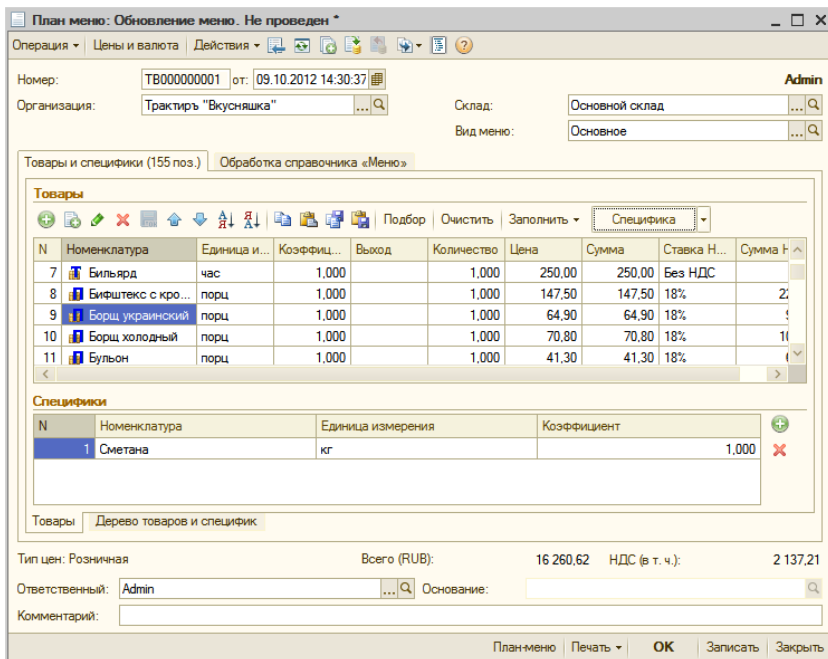 План меню: Обновление меню. Не проведен *
Операция Цены и валюта Действия
Номер: ТВ000000001 от: 09.10.2012 14:30:37 Admin
Организация: Трактиръ "Вкусняшка" ... Склад: Основной склад ...
Вид меню: Основное ...
Товары и специфики (155 поз.) Обработка справочника «Меню»
Товары
Подбор Очистить Заполнить Специфика
N Номенклатура Единица и... Коэффиц... Выход Количество Цена Сумма Ставка Н... Сумма
7 Бильярд час 1,000 1,000 250,00 250,00 Без НДС
8 Бифштекс с кро... порц 1,000 1,000 147,50 147,50 18%
9 Борщ украинский порц 1,000 1,000 64,90 64,90 18%
10 Борщ холодный порц 1,000 1,000 70,80 70,80 18%
11 Бульон порц 1,000 1,000 41,30 41,30 18%
Специфики
N Номенклатура Единица измерения Коэффициент
1 Сметана кг 1,000
Товары Дерево товаров и специфик
Тип цен: Розничная Всего (RUB): 16 260,62 НДС (в т. ч.): 2 137,21
Ответственный: Admin ... Основание:
Комментарий:
План-меню Печать OK Записать Закрыть